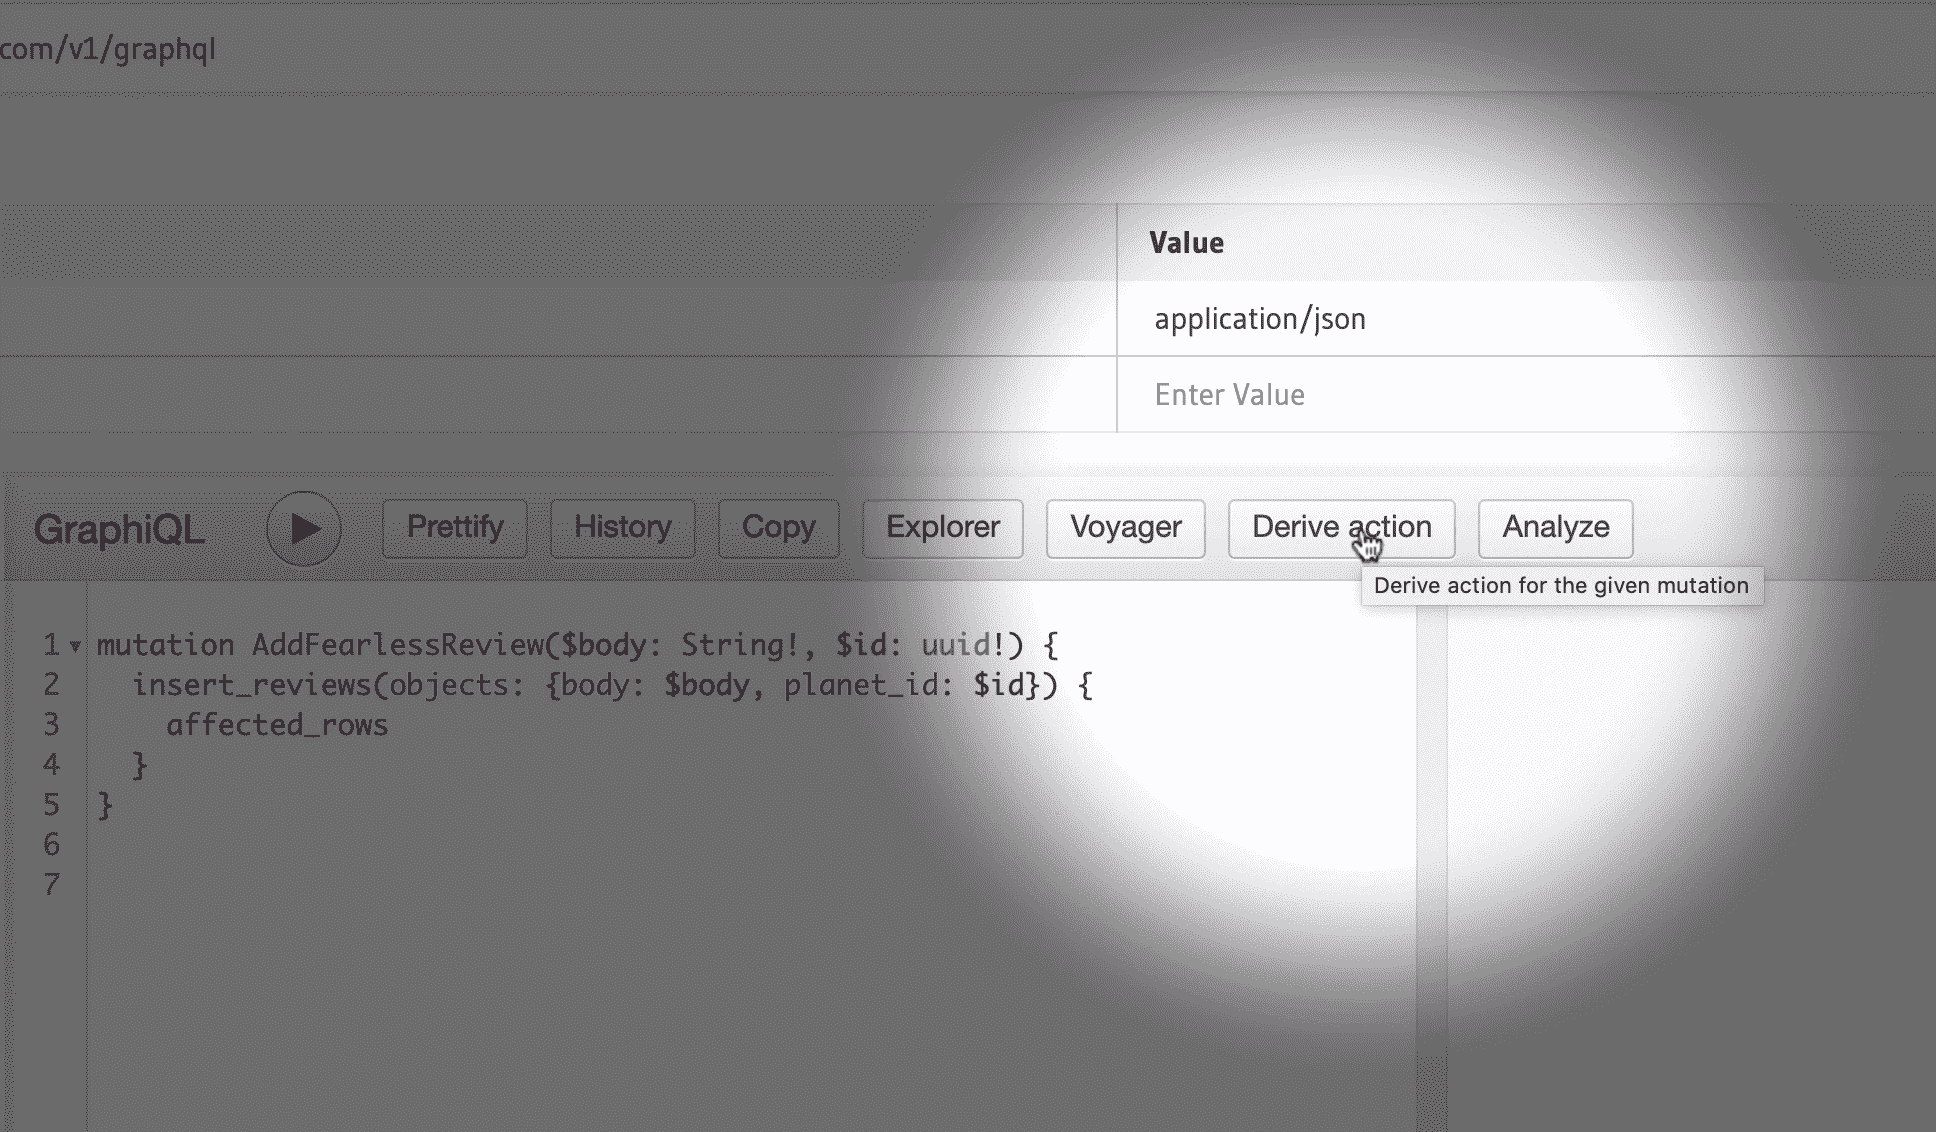 com/v1/graphql
Value
application/json
Enter Value
GraphiQL Prettify History Copy Explorer Voyager Derive action Analyze
Derive action for the given mutation
1 mutation AddFearlessReview($body: String!, $id: uuid!) {
2 insert_reviews(objects: {body: $body, planet_id: $id}) {
3 affected_rows
4 }
5 }
6
7